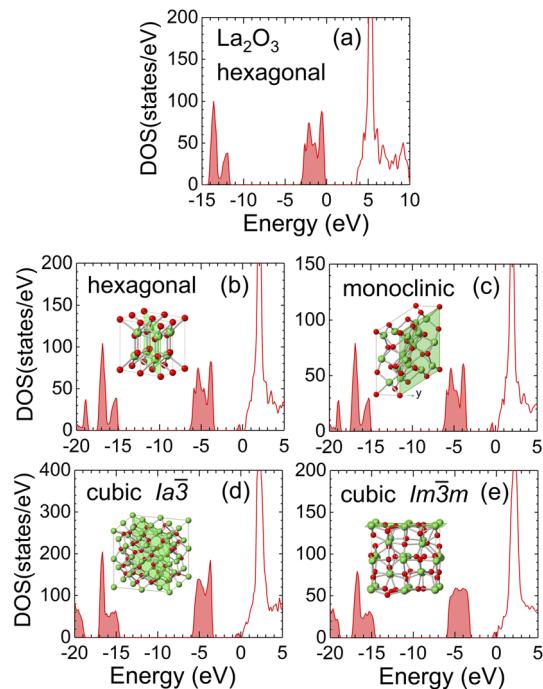 La₂O₃ (a)
hexagonal
DOS(states/eV)
200
150
100
50
0
-15 -10 -5 0 5 10
Energy (eV)
hexagonal (b)
DOS(states/eV)
200
150
100
50
0
-20 -15 -10 -5 0 5
monoclinic (c)
150
100
50
0
→y
-20 -15 -10 -5 0 5
cubic Ia3̅ (d)
DOS(states/eV)
400
300
200
100
0
-20 -15 -10 -5 0 5
Energy (eV)
cubic Im3̅m (e)
200
150
100
50
0
-20 -15 -10 -5 0 5
Energy (eV)